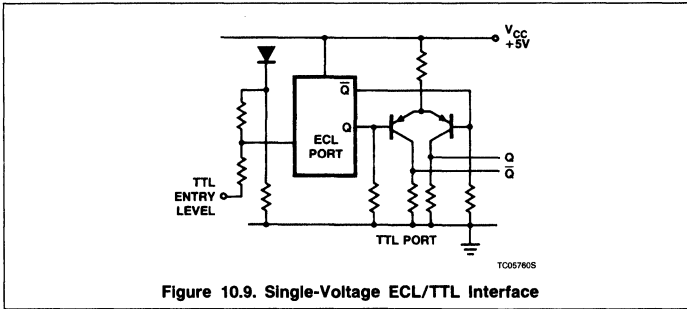 VCC
+5V
Q̅
Q
ECL
PORT
TTL
ENTRY
LEVEL
Q
Q̅
TTL PORT
TC05760S
Figure 10.9. Single-Voltage ECL/TTL Interface